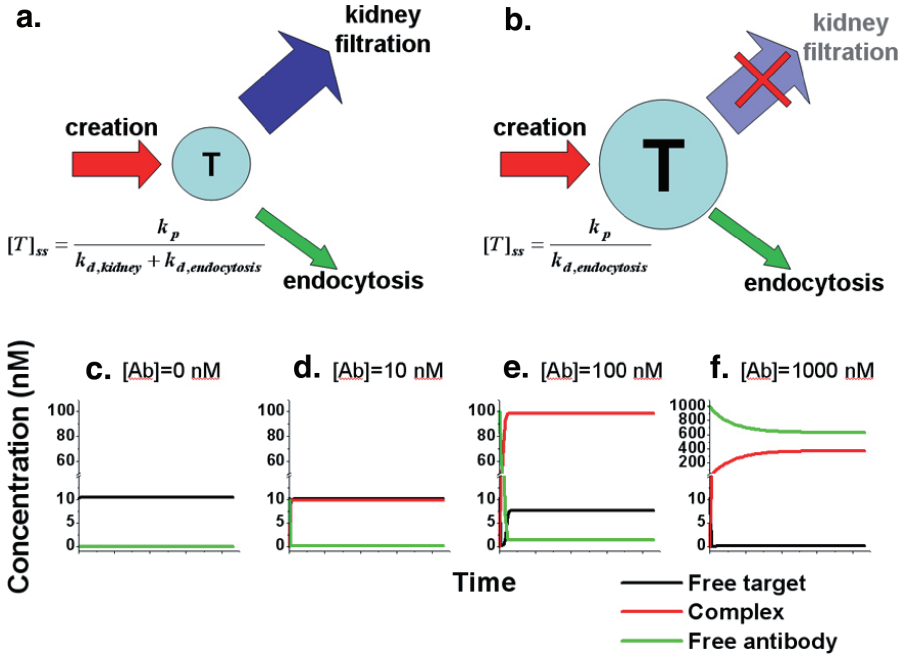 a.
kidney
filtration
creation
T
[T]ss = kp / (kd,kidney + kd,endocytosis)
endocytosis
b.
kidney
filtration
creation
T
[T]ss = kp / kd,endocytosis
endocytosis
Concentration (nM)
c. [Ab]=0 nM
100
80
60
10
5
0
d. [Ab]=10 nM
100
80
60
10
5
0
e. [Ab]=100 nM
100
80
60
10
5
0
f. [Ab]=1000 nM
1000
800
600
400
200
10
5
0
Time
Free target
Complex
Free antibody